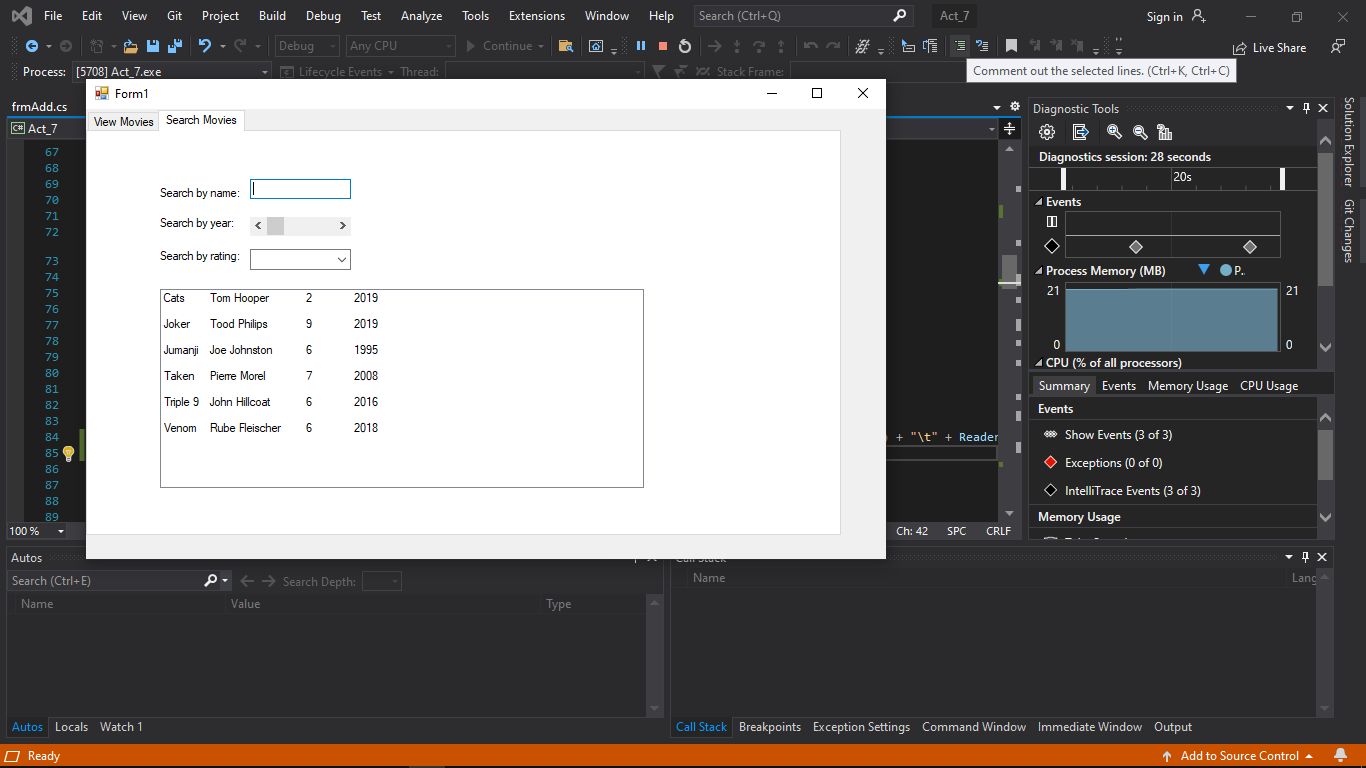 File Edit View Git Project Build Debug Test Analyze Tools Extensions Window Help Search (Ctrl+Q) Act_7 Sign in
Debug Any CPU Continue Live Share
Process: [5708] Act_7.exe Lifecycle Events Thread: Stack Frame:
Comment out the selected lines. (Ctrl+K, Ctrl+C)
frmAdd.cs
C# Act_7
Form1
View Movies Search Movies
Search by name:
Search by year:
Search by rating:
Cats Tom Hooper 2 2019
Joker Tood Philips 9 2019
Jumanji Joe Johnston 6 1995
Taken Pierre Morel 7 2008
Triple 9 John Hillcoat 6 2016
Venom Rube Fleischer 6 2018
67
68
69
70
71
72
73
74
75
76
77
78
79
80
81
82
83
84
85
86
87
88
89
+ "\t" + Reader
100 % Ch: 42 SPC CRLF
Diagnostic Tools
Diagnostics session: 28 seconds
20s
Events
Process Memory (MB) P..
21 21
0 0
CPU (% of all processors)
Summary Events Memory Usage CPU Usage
Events
Show Events (3 of 3)
Exceptions (0 of 0)
IntelliTrace Events (3 of 3)
Memory Usage
Solution Explorer
Git Changes
Autos
Search (Ctrl+E) Search Depth:
Name Value Type
Autos Locals Watch 1
Call Stack
Name Lang
Call Stack Breakpoints Exception Settings Command Window Immediate Window Output
Ready Add to Source Control